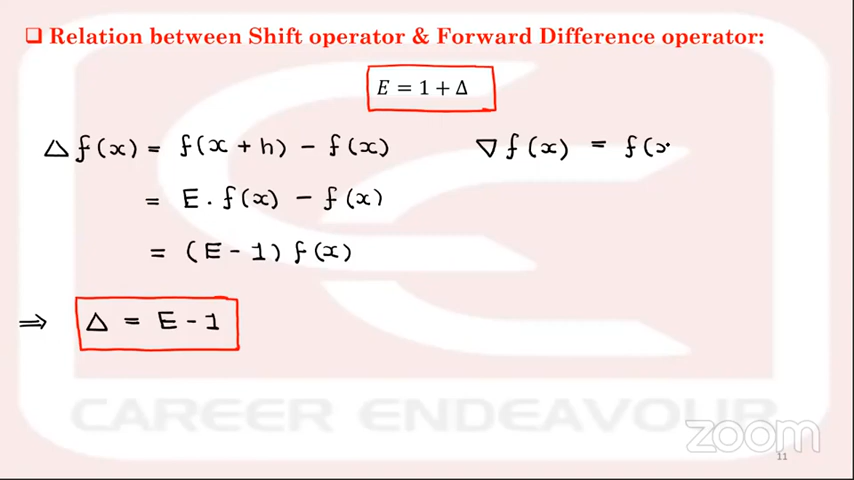 ❑ Relation between Shift operator & Forward Difference operator:
E = 1 + Δ
Δ f(x) = f(x + h) − f(x)
∇ f(x) = f(x
= E . f(x) − f(x)
= (E − 1) f(x)
⇒ Δ = E − 1
CAREER ENDEAVOUR
zoom
11